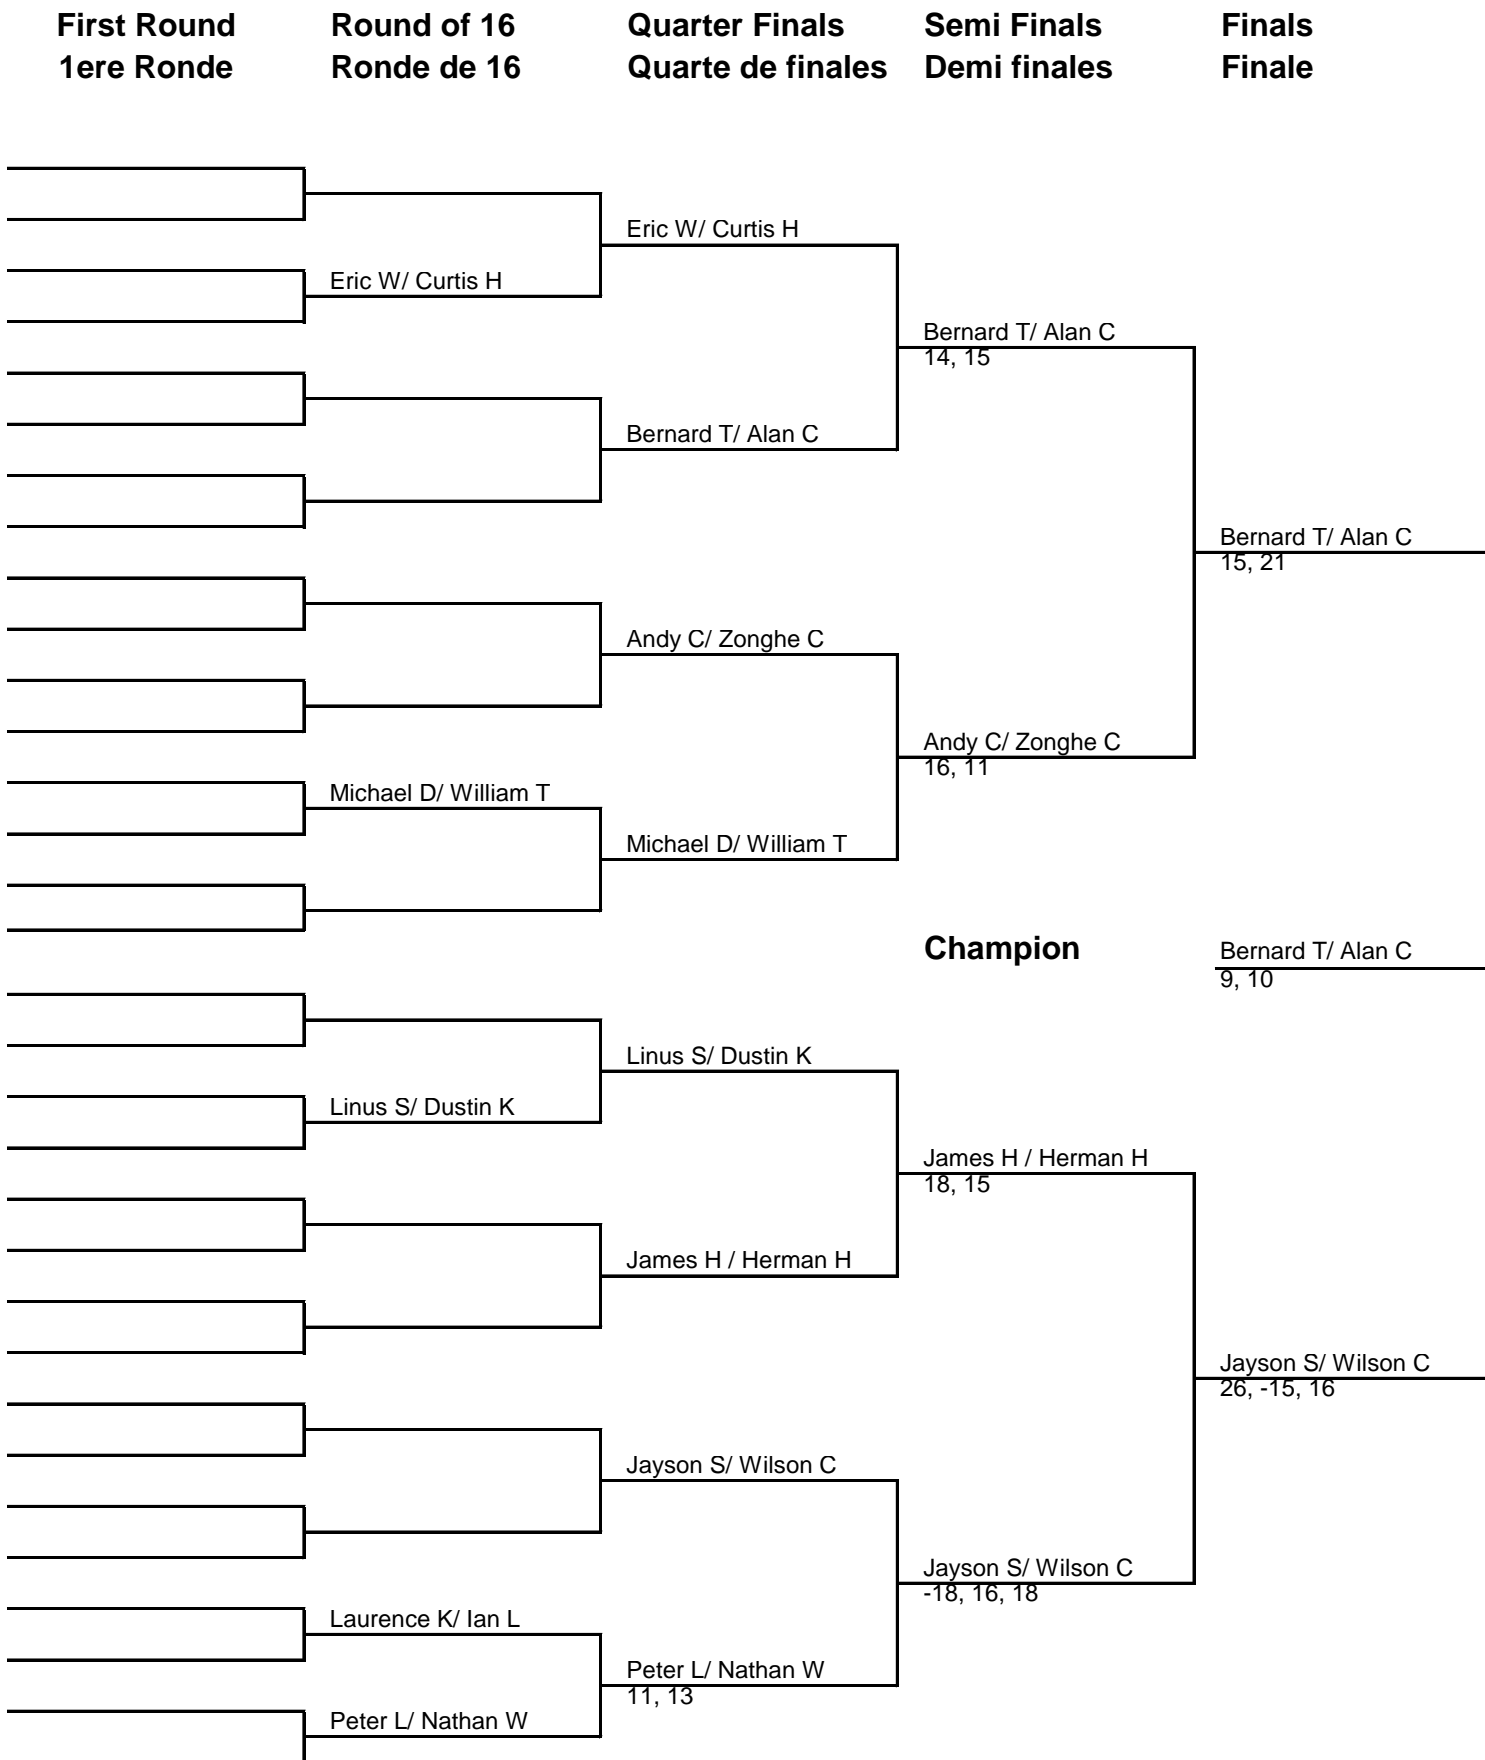 First Round
Round of 16
Quarter Finals
Semi Finals
Finals
1ere Ronde
Ronde de 16
Quarte de finales
Demi finales
Finale
Eric W/ Curtis H
Eric W/ Curtis H
Bernard T/ Alan C
14, 15
Bernard T/ Alan C
Bernard T/ Alan C
15, 21
Andy C/ Zonghe C
Andy C/ Zonghe C
16, 11
Michael D/ William T
Michael D/ William T
Champion
Bernard T/ Alan C
9, 10
Linus S/ Dustin K
Linus S/ Dustin K
James H / Herman H
18, 15
James H / Herman H
Jayson S/ Wilson C
26, -15, 16
Jayson S/ Wilson C
Jayson S/ Wilson C
-18, 16, 18
Laurence K/ Ian L
Peter L/ Nathan W
11, 13
Peter L/ Nathan W